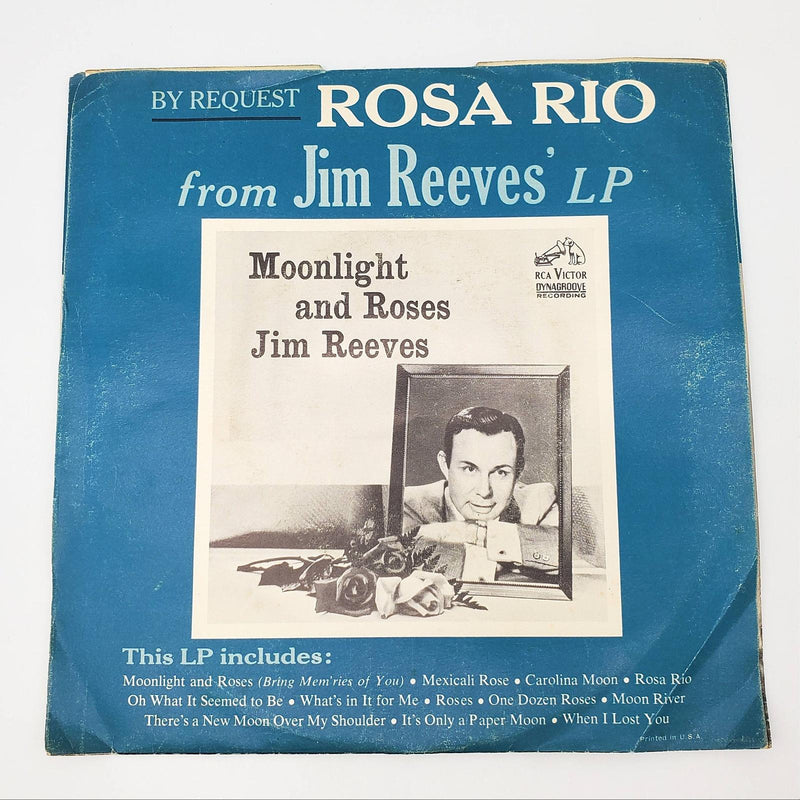 BY REQUEST ROSA RIO
from Jim Reeves' LP
Moonlight
and Roses
Jim Reeves
RCA VICTOR
DYNAGROOVE
RECORDING
This LP includes:
Moonlight and Roses (Bring Mem'ries of You) • Mexicali Rose • Carolina Moon • Rosa Rio
Oh What It Seemed to Be • What's in It for Me • Roses • One Dozen Roses • Moon River
There's a New Moon Over My Shoulder • It's Only a Paper Moon • When I Lost You
Printed in U.S.A.